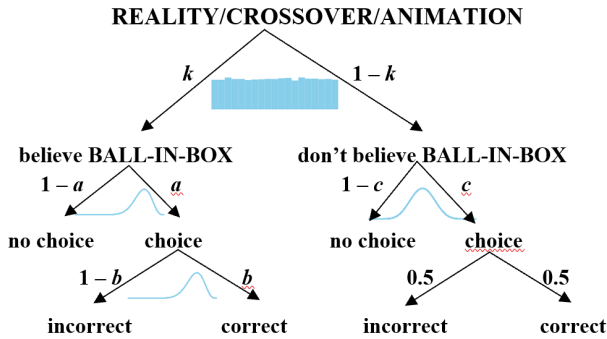 REALITY/CROSSOVER/ANIMATION
k 1 – k
believe BALL-IN-BOX don't believe BALL-IN-BOX
1 – a a 1 – c c
no choice choice no choice choice
1 – b b 0.5 0.5
incorrect correct incorrect correct